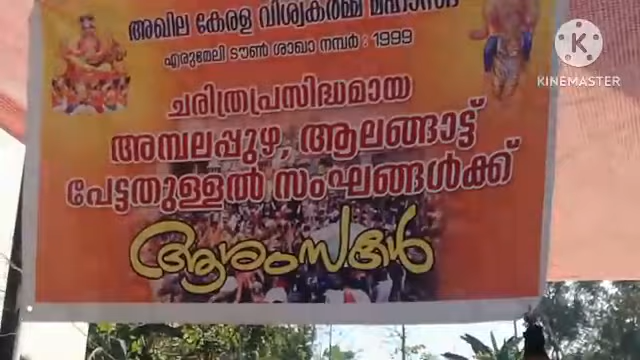 അഖില കേരള വിശ്വകർമ്മ മഹാസഭ
എരുമേലി ടൗൺ ശാഖാ നമ്പർ : 1999
ചരിത്രപ്രസിദ്ധമായ
അമ്പലപ്പുഴ, ആലങ്ങാട്ട്
പേട്ടതുള്ളൽ സംഘങ്ങൾക്ക്
ആശംസകൾ
KINEMASTER